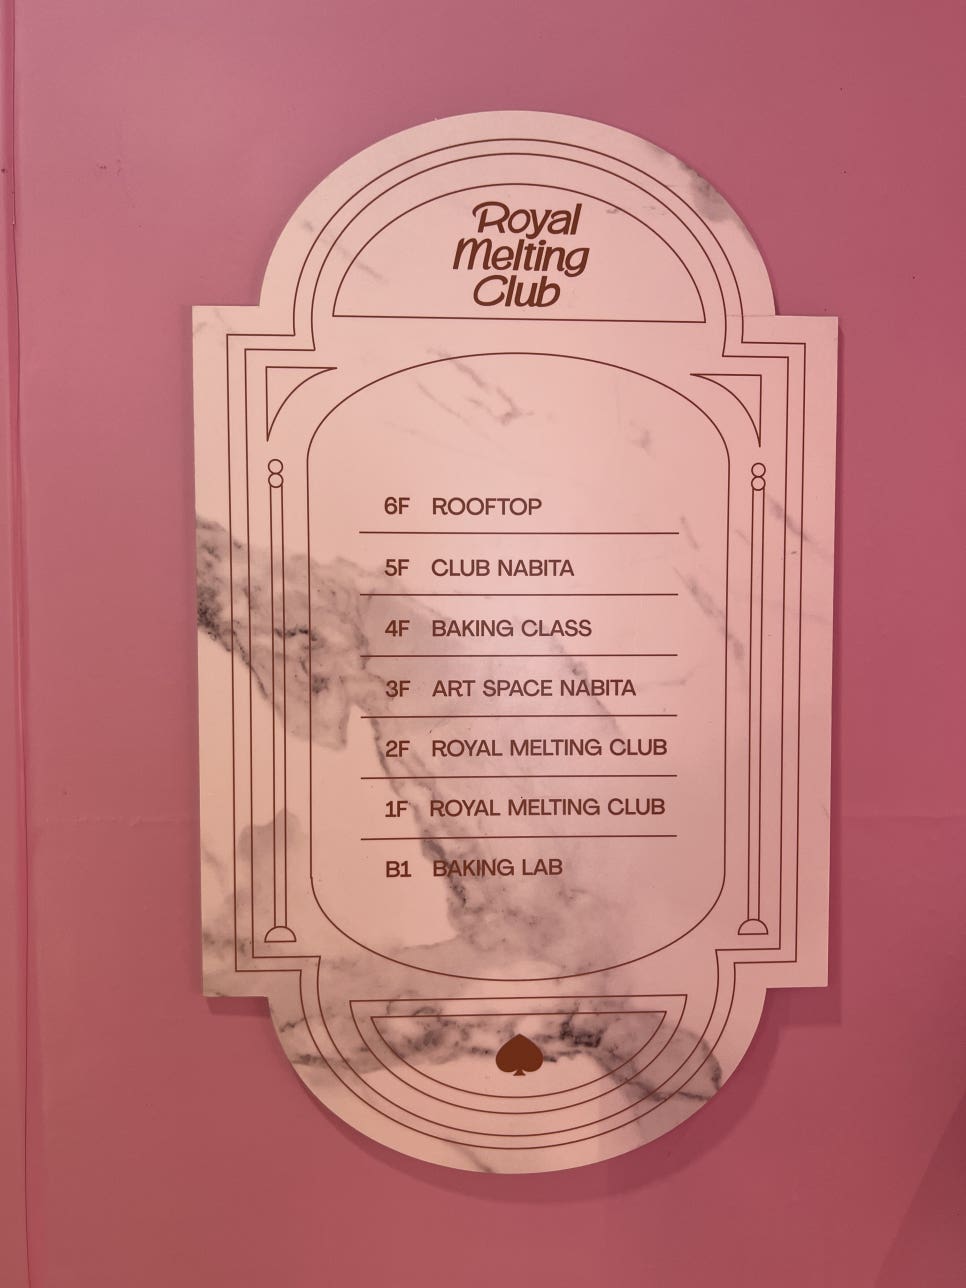 Royal
Melting
Club
6F ROOFTOP
5F CLUB NABITA
4F BAKING CLASS
3F ART SPACE NABITA
2F ROYAL MELTING CLUB
1F ROYAL MELTING CLUB
B1 BAKING LAB